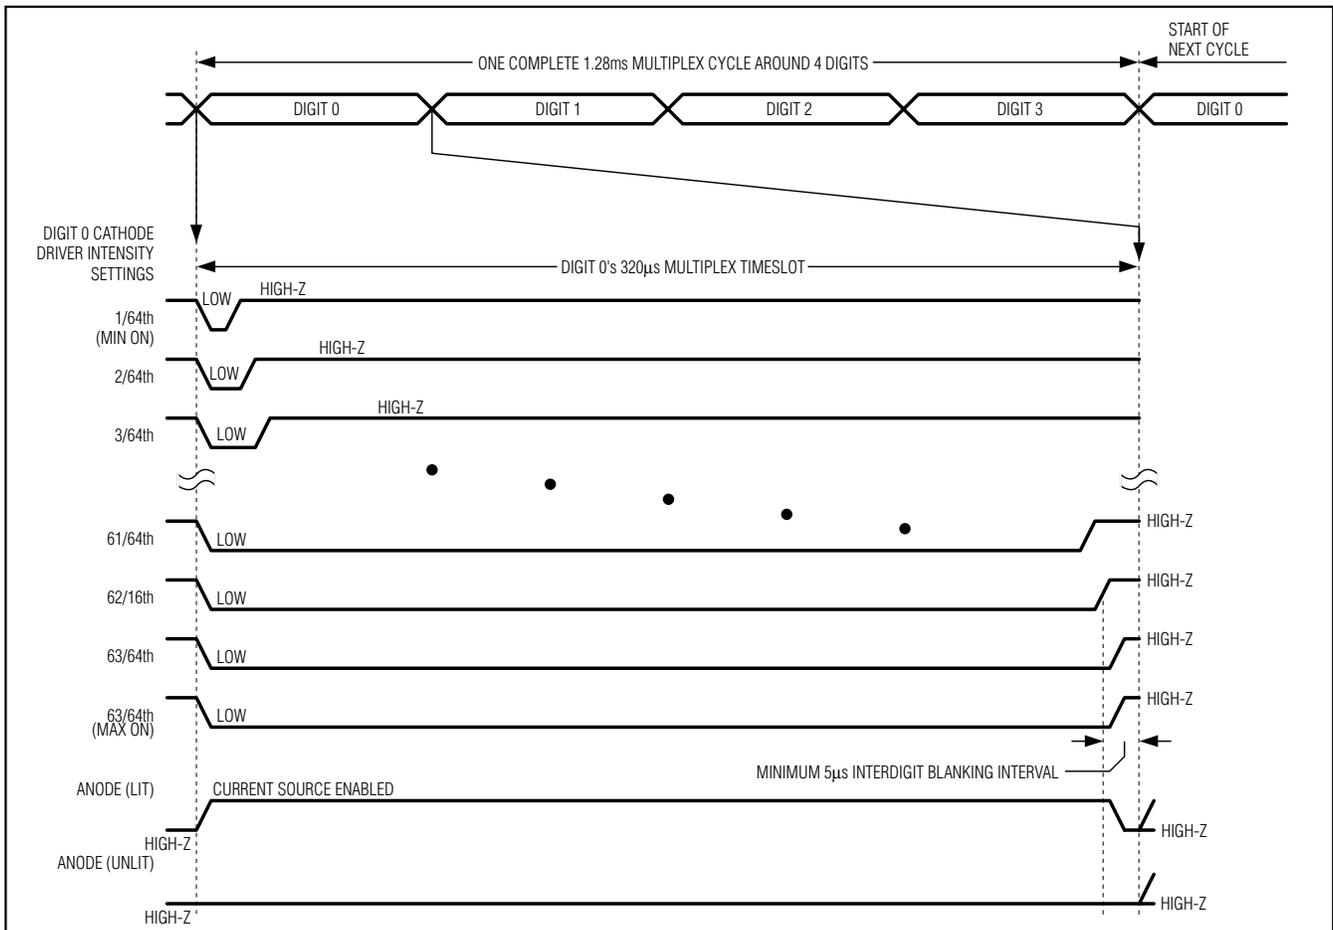 START OF
NEXT CYCLE
ONE COMPLETE 1.28ms MULTIPLEX CYCLE AROUND 4 DIGITS
DIGIT 0
DIGIT 1
DIGIT 2
DIGIT 3
DIGIT 0
DIGIT 0 CATHODE
DRIVER INTENSITY
SETTINGS
DIGIT 0's 320µs MULTIPLEX TIMESLOT
1/64th
(MIN ON)
LOW
HIGH-Z
2/64th
LOW
HIGH-Z
3/64th
LOW
HIGH-Z
61/64th
LOW
HIGH-Z
62/16th
LOW
HIGH-Z
63/64th
LOW
HIGH-Z
63/64th
(MAX ON)
LOW
HIGH-Z
MINIMUM 5µs INTERDIGIT BLANKING INTERVAL
ANODE (LIT)
CURRENT SOURCE ENABLED
HIGH-Z
HIGH-Z
ANODE (UNLIT)
HIGH-Z
HIGH-Z